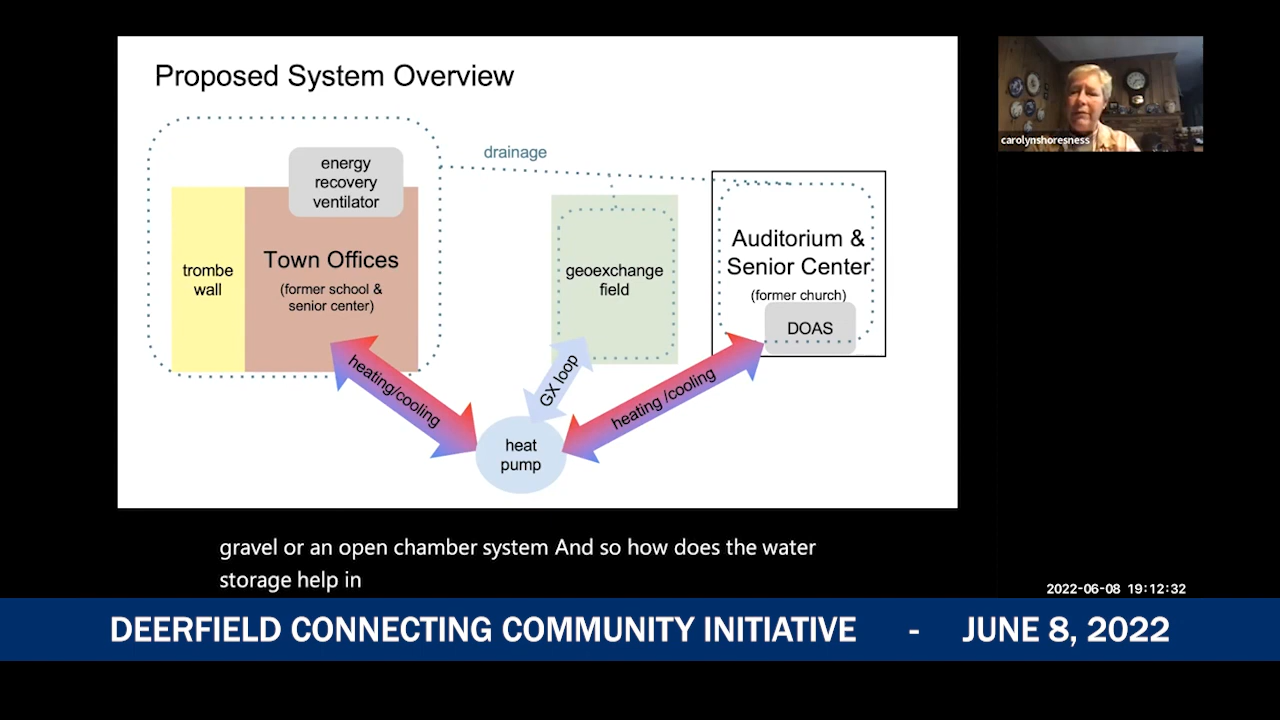 Proposed System Overview
drainage
energy
recovery
ventilator
trombe
wall
Town Offices
(former school &
senior center)
geoexchange
field
Auditorium &
Senior Center
(former church)
DOAS
heating/cooling
GX loop
heating /cooling
heat
pump
carolynshoresness
gravel or an open chamber system And so how does the water
storage help in
2022-06-08 19:12:32
DEERFIELD CONNECTING COMMUNITY INITIATIVE - JUNE 8, 2022